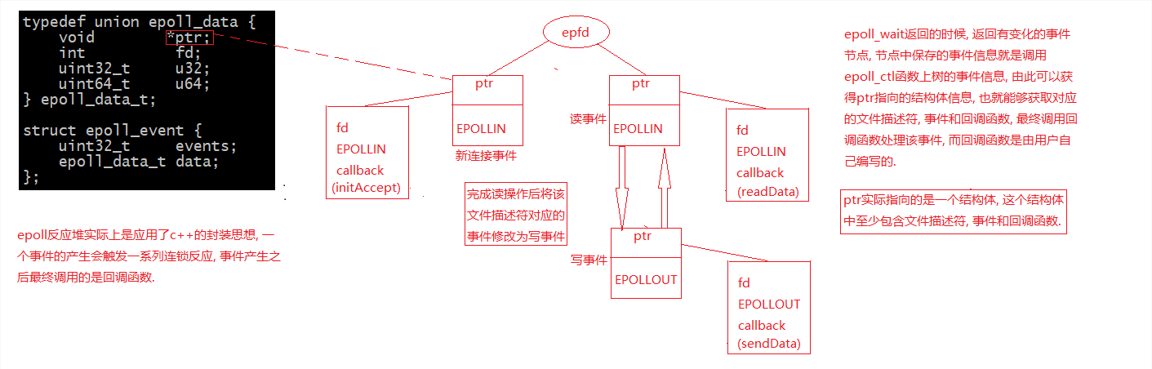 typedef union epoll_data {
void *ptr;
int fd;
uint32_t u32;
uint64_t u64;
} epoll_data_t;
struct epoll_event {
uint32_t events;
epoll_data_t data;
};
epoll反应堆实际上是应用了c++的封装思想, 一
个事件的产生会触发一系列连锁反应, 事件产生之
后最终调用的是回调函数.
epfd
ptr
EPOLLIN
新连接事件
fd
EPOLLIN
callback
(initAccept)
完成读操作后将该
文件描述符对应的
事件修改为写事件
ptr
EPOLLIN
读事件
fd
EPOLLIN
callback
(readData)
ptr
EPOLLOUT
写事件
fd
EPOLLOUT
callback
(sendData)
epoll_wait返回的时候, 返回有变化的事件
节点, 节点中保存的事件信息就是调用
epoll_ctl函数上树的事件信息, 由此可以获
得ptr指向的结构体信息, 也就能够获取对应
的文件描述符, 事件和回调函数, 最终调用回
调函数处理该事件, 而回调函数是由用户自
己编写的.
ptr实际指向的是一个结构体, 这个结构体
中至少包含文件描述符, 事件和回调函数.